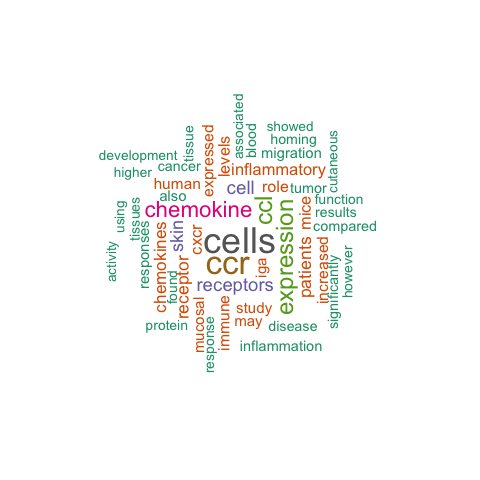 associated
blood
showed
tissue
expressed
levels
homing
migration
cutaneous
development
higher
cancer
inflammatory
human
cell
role
tumor
also
function
chemokine
ccl
mice
results
using
tissues
responses
chemokines
skin
cxcr
cells
expression
patients
increased
compared
however
significantly
activity
found
receptor
ccr
iga
receptors
mucosal
immune
study
may
protein
response
disease
inflammation